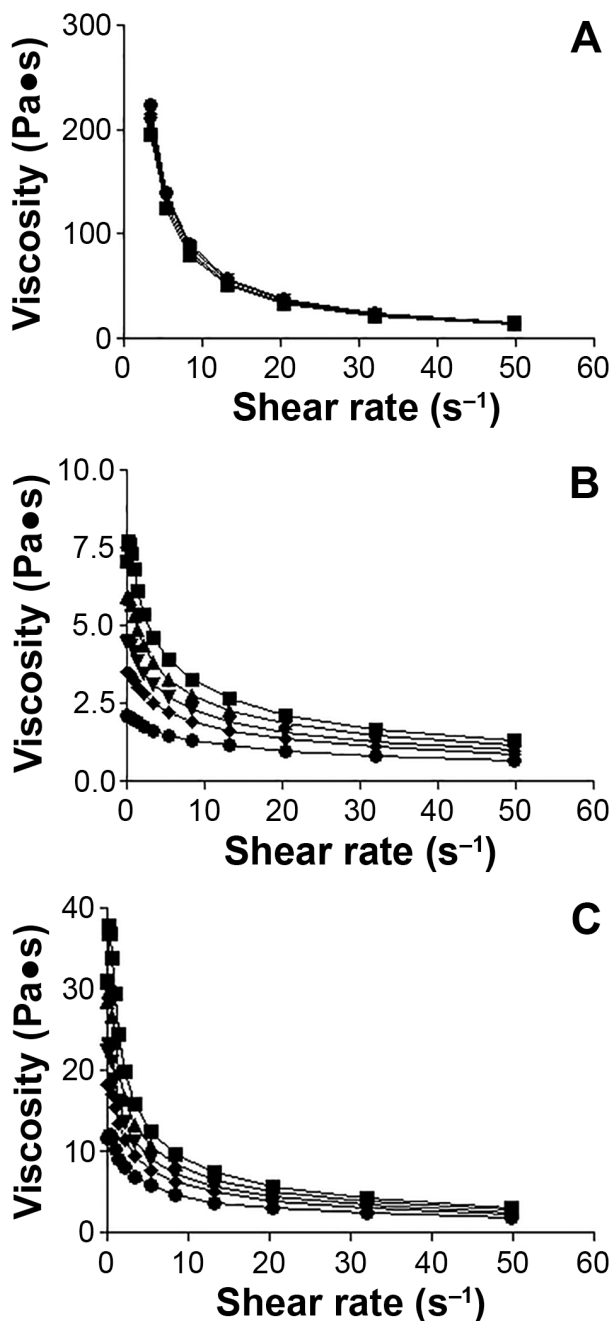 A
Viscosity (Pa●s)
300
200
100
0
0 10 20 30 40 50 60
Shear rate (s⁻¹)
B
Viscosity (Pa●s)
10.0
7.5
5.0
2.5
0.0
0 10 20 30 40 50 60
Shear rate (s⁻¹)
C
Viscosity (Pa●s)
40
30
20
10
0
0 10 20 30 40 50 60
Shear rate (s⁻¹)